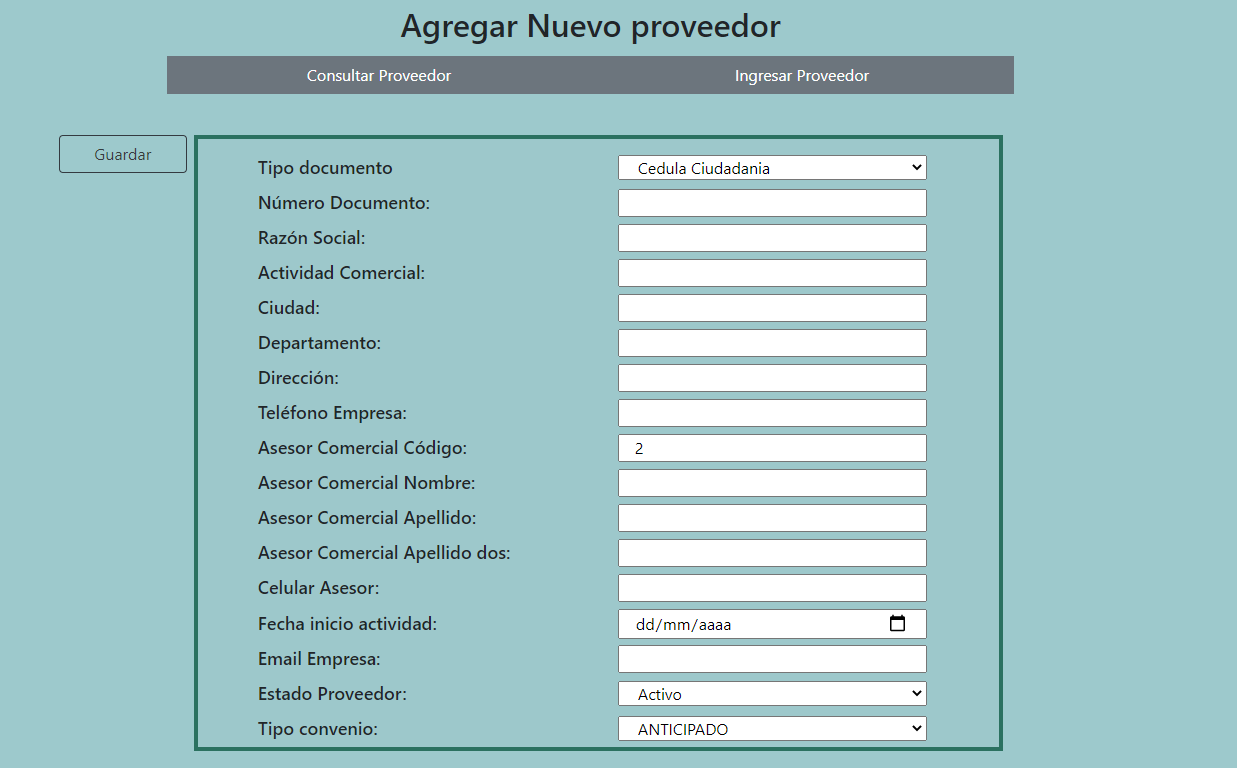 Agregar Nuevo proveedor
Consultar Proveedor Ingresar Proveedor
Guardar
Tipo documento Cedula Ciudadania
Número Documento:
Razón Social:
Actividad Comercial:
Ciudad:
Departamento:
Dirección:
Teléfono Empresa:
Asesor Comercial Código: 2
Asesor Comercial Nombre:
Asesor Comercial Apellido:
Asesor Comercial Apellido dos:
Celular Asesor:
Fecha inicio actividad: dd/mm/aaaa
Email Empresa:
Estado Proveedor: Activo
Tipo convenio: ANTICIPADO